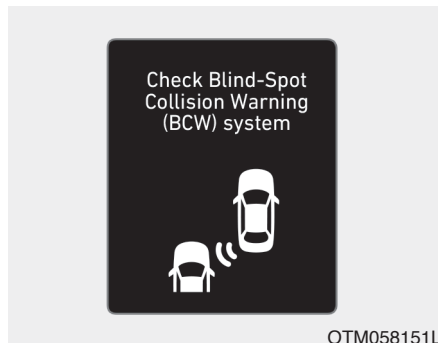 Check Blind-Spot
Collision Warning
(BCW) system
OTM058151L